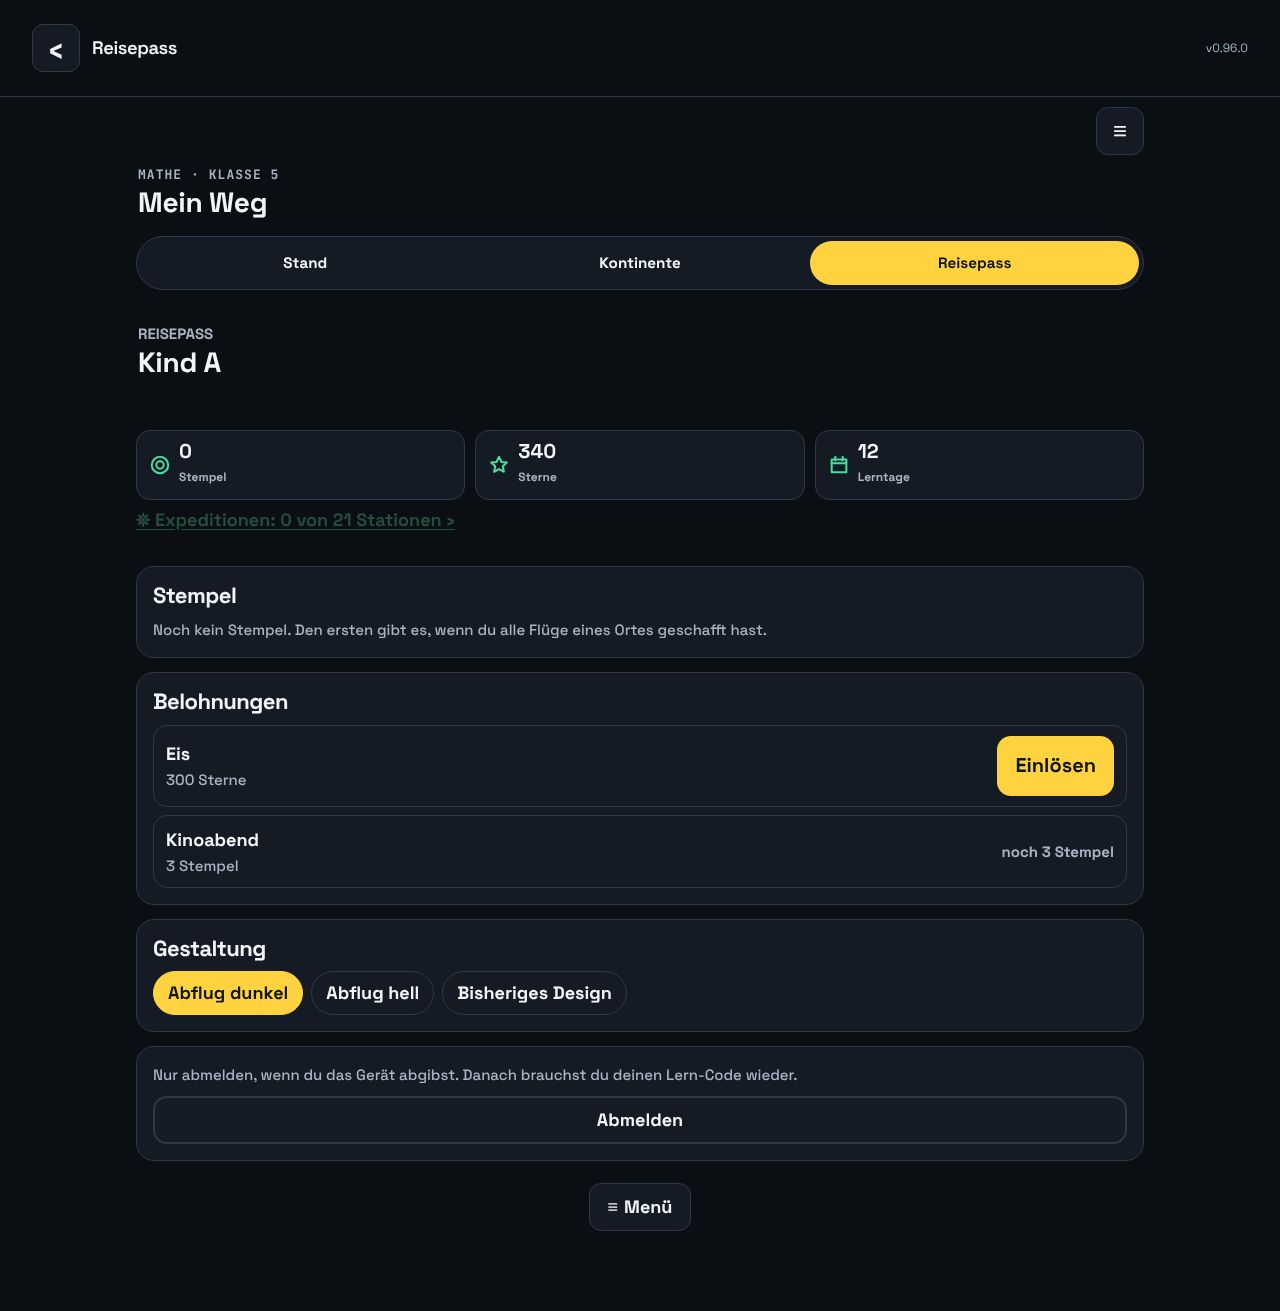 < Reisepass
v0.96.0
≡
MATHE · KLASSE 5
Mein Weg
Stand
Kontinente
Reisepass
REISEPASS
Kind A
0
Stempel
340
Sterne
12
Lerntage
⎈ Expeditionen: 0 von 21 Stationen >
Stempel
Noch kein Stempel. Den ersten gibt es, wenn du alle Flüge eines Ortes geschafft hast.
Belohnungen
Eis
300 Sterne
Einlösen
Kinoabend
3 Stempel
noch 3 Stempel
Gestaltung
Abflug dunkel
Abflug hell
Bisheriges Design
Nur abmelden, wenn du das Gerät abgibst. Danach brauchst du deinen Lern-Code wieder.
Abmelden
≡ Menü